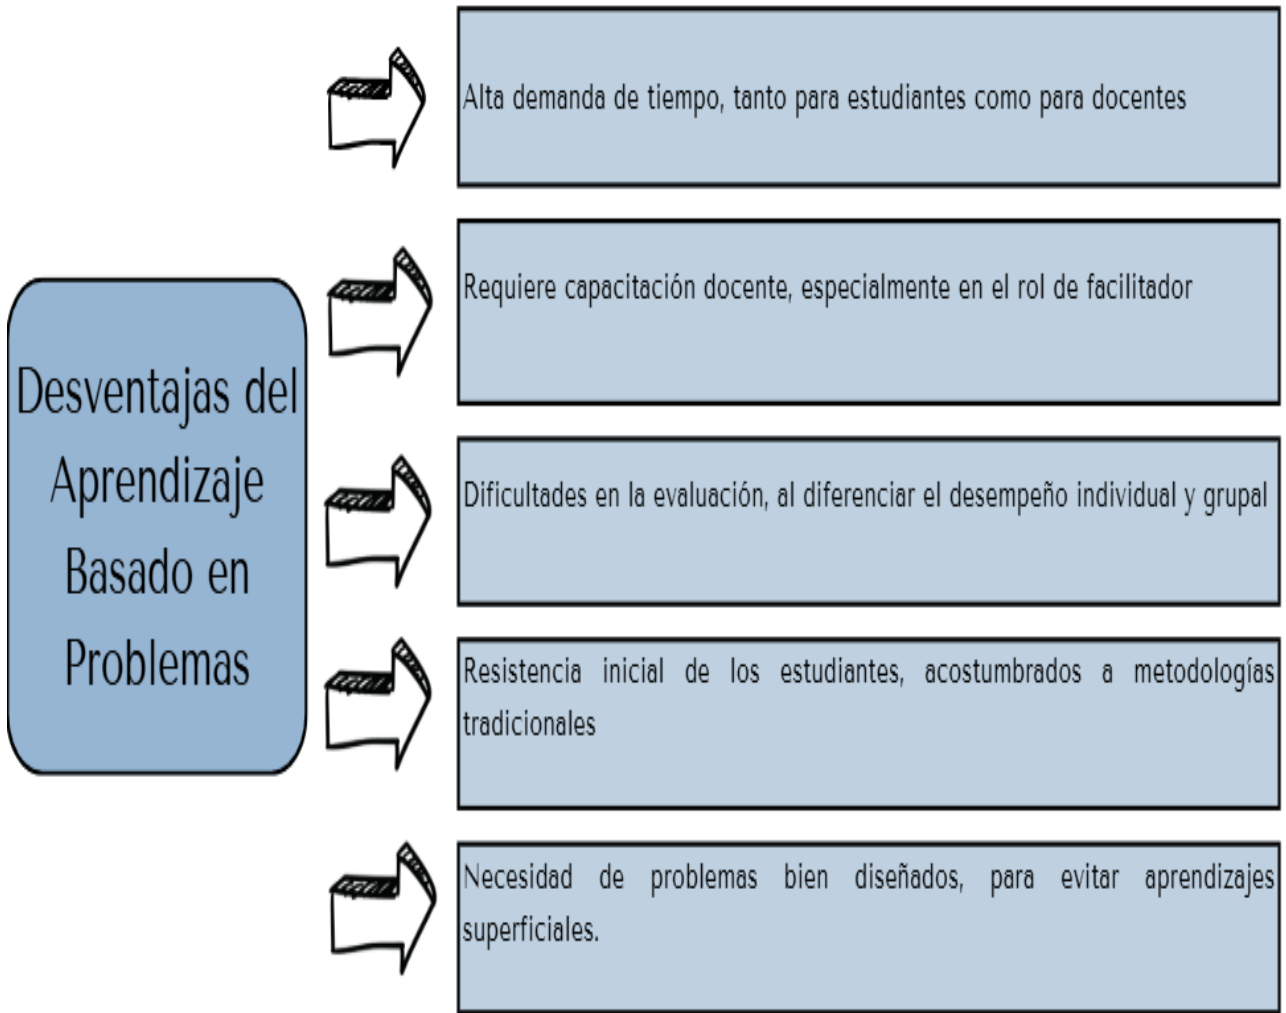 Desventajas del
Aprendizaje
Basado en
Problemas
Alta demanda de tiempo, tanto para estudiantes como para docentes
Requiere capacitación docente, especialmente en el rol de facilitador
Dificultades en la evaluación, al diferenciar el desempeño individual y grupal
Resistencia inicial de los estudiantes, acostumbrados a metodologías
tradicionales
Necesidad de problemas bien diseñados, para evitar aprendizajes
superficiales.